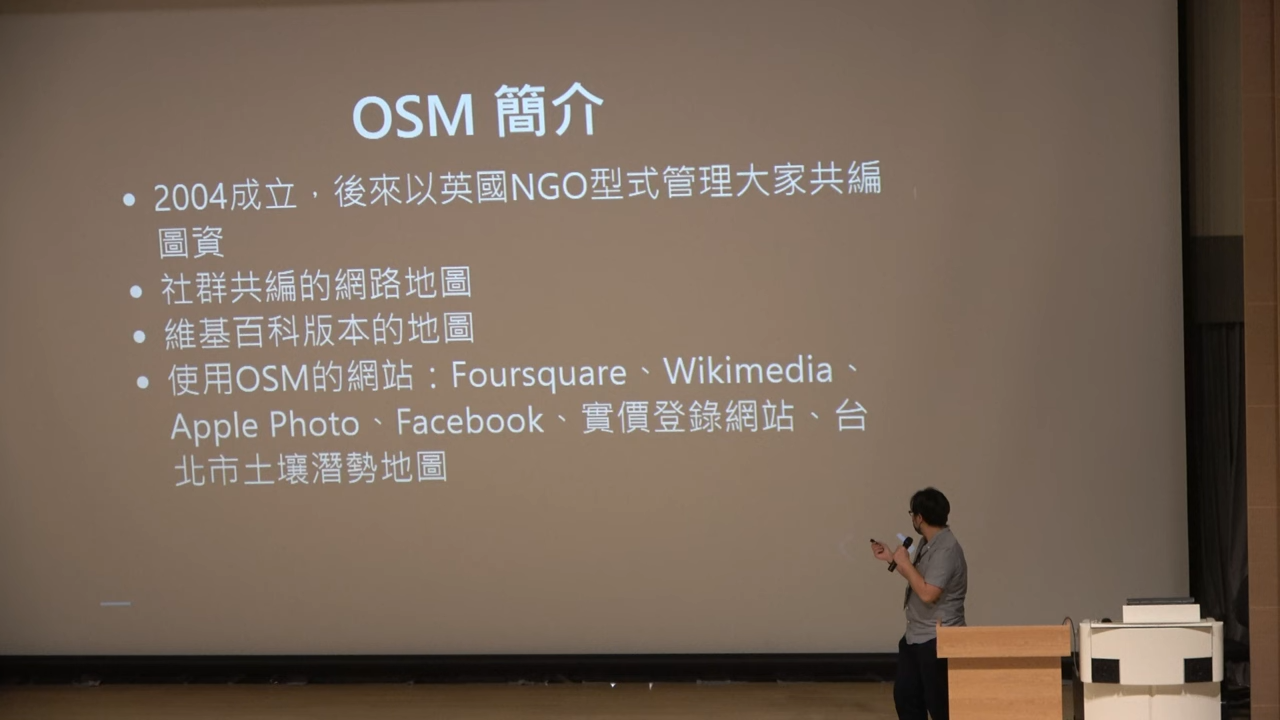 OSM 簡介
• 2004成立，後來以英國NGO型式管理大家共編
圖資
• 社群共編的網路地圖
• 維基百科版本的地圖
• 使用OSM的網站：Foursquare、Wikimedia、
Apple Photo、Facebook、實價登錄網站、台
北市土壤潛勢地圖